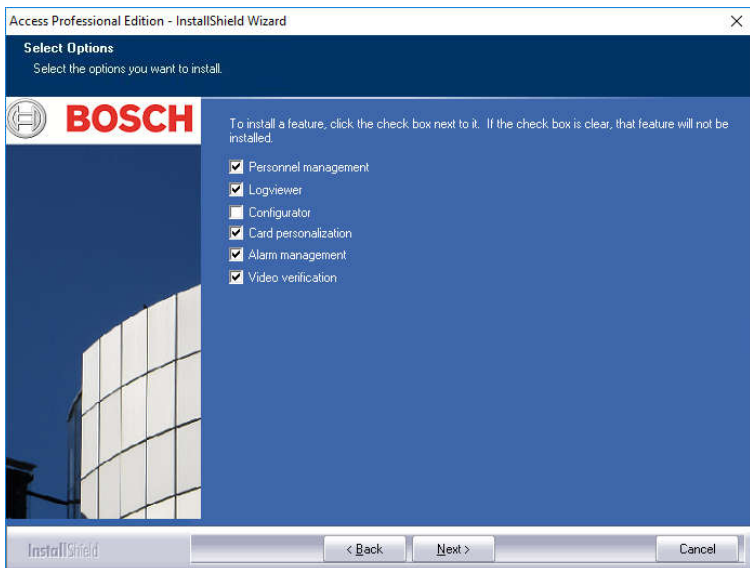 Access Professional Edition - InstallShield Wizard
Select Options
Select the options you want to install.
BOSCH
To install a feature, click the check box next to it. If the check box is clear, that feature will not be
installed.
Personnel management
Logviewer
Configurator
Card personalization
Alarm management
Video verification
InstallShield
< Back
Next >
Cancel